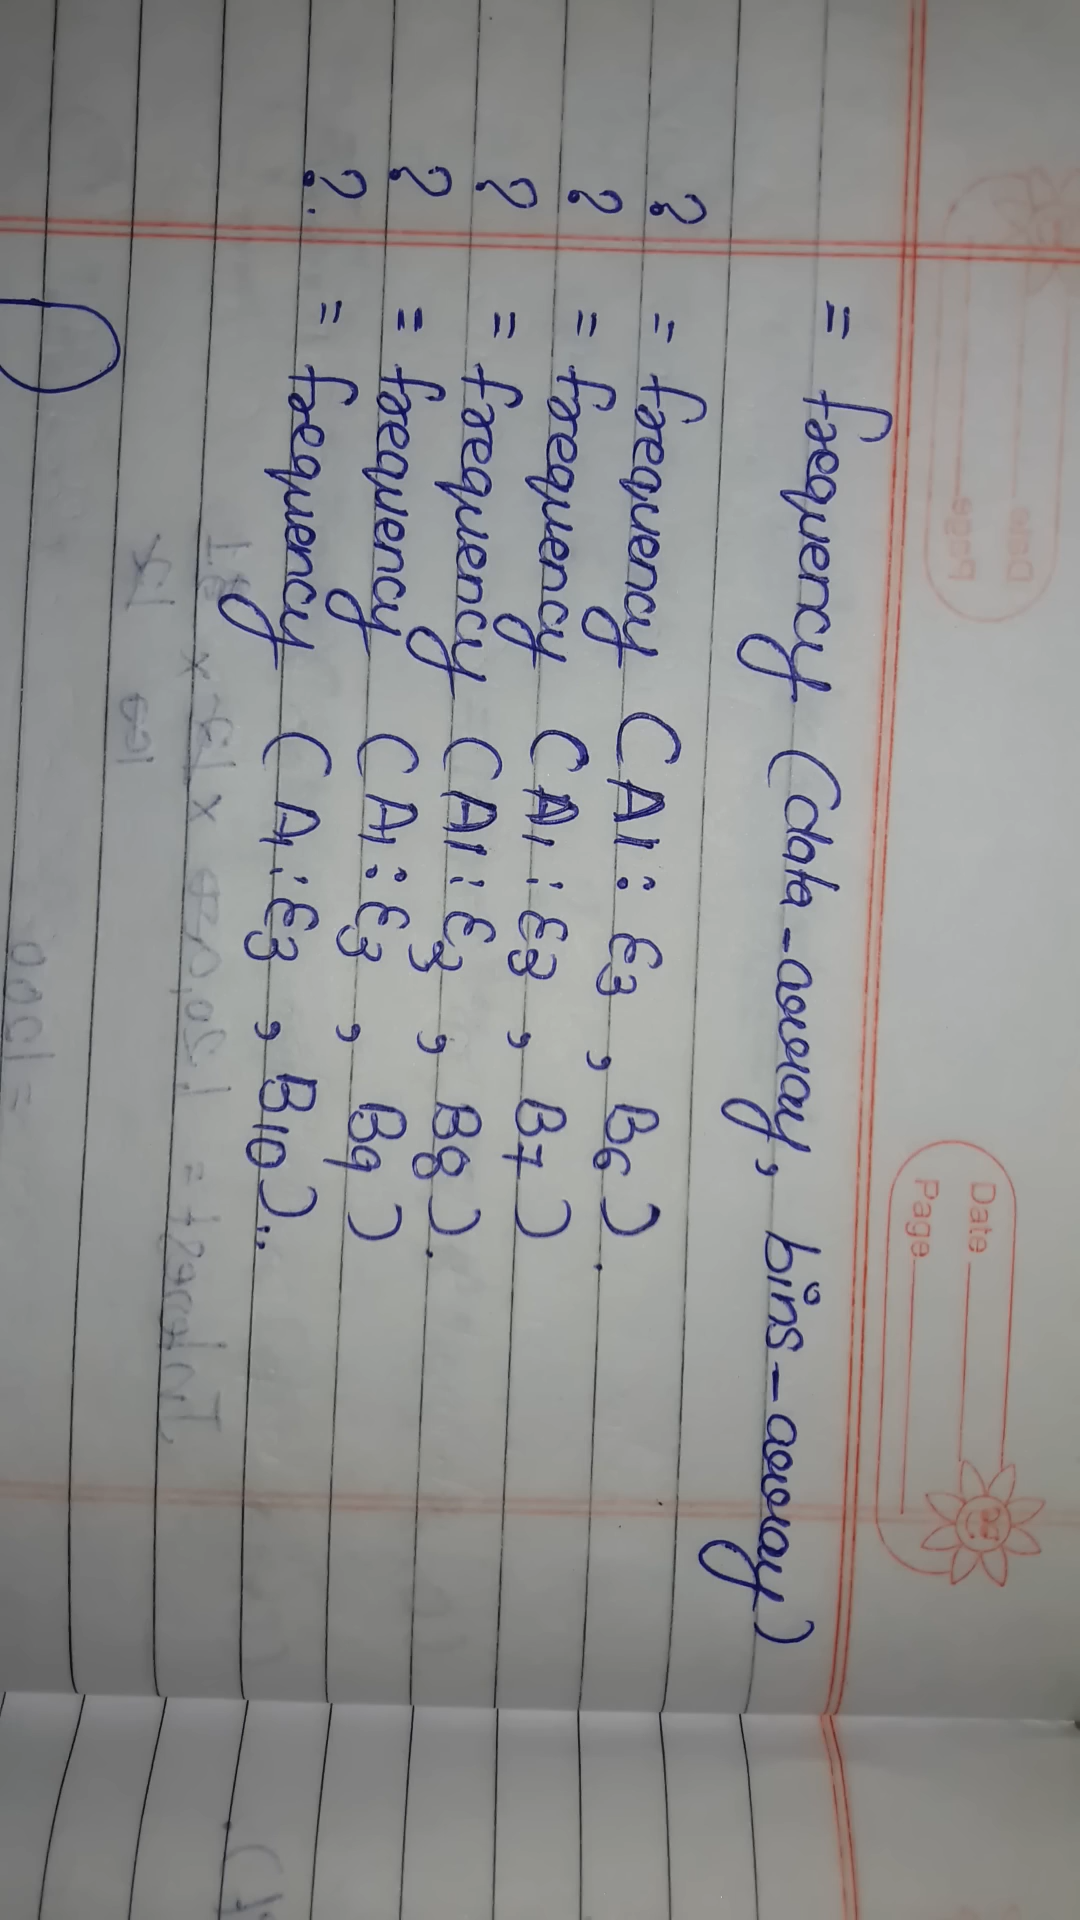 Date
Page
= frequency (data-array, bins-array)
? = frequency (A1 : E3 , B6).
? = frequency (A1 : E3 , B7)
? = frequency (A1 : E3 , B8).
? = frequency (A1 : E3 , B9)
?. = frequency (A1 : E3 , B10)..